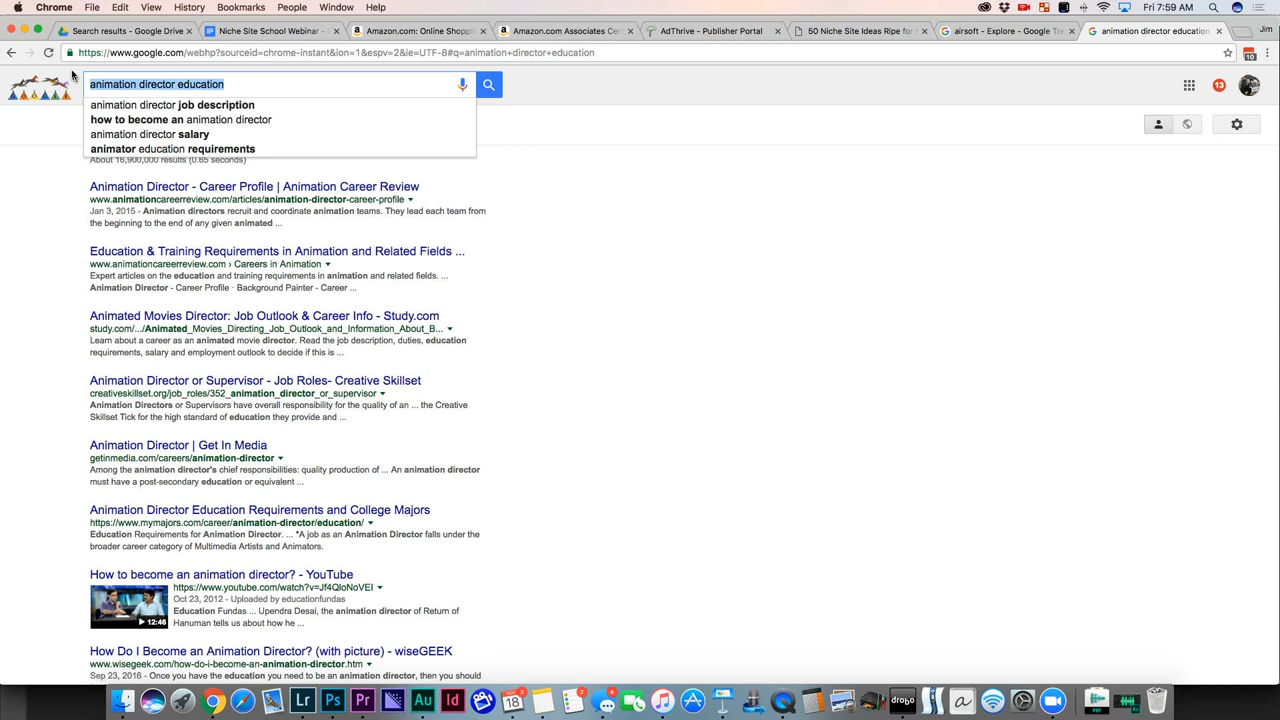 Chrome File Edit View History Bookmarks People Window Help
Fri 7:59 AM
Search results - Google Drive
Niche Site School Webinar -
Amazon.com: Online Shoppi
Amazon.com Associates Cen
AdThrive - Publisher Portal
50 Niche Site Ideas Ripe for
airsoft - Explore - Google Tre
animation director education
Jim
https://www.google.com/webhp?sourceid=chrome-instant&ion=1&espv=2&ie=UTF-8#q=animation+director+education
10
animation director education
13
animation director job description
how to become an animation director
animation director salary
animator education requirements
About 16,900,000 results (0.65 seconds)
Animation Director - Career Profile | Animation Career Review
www.animationcareerreview.com/articles/animation-director-career-profile
Jan 3, 2015 - Animation directors recruit and coordinate animation teams. They lead each team from
the beginning to the end of any given animated ...
Education & Training Requirements in Animation and Related Fields ...
www.animationcareerreview.com › Careers in Animation
Expert articles on the education and training requirements in animation and related fields. ...
Animation Director - Career Profile · Background Painter - Career ...
Animated Movies Director: Job Outlook & Career Info - Study.com
study.com/.../Animated_Movies_Directing_Job_Outlook_and_Information_About_B...
Learn about a career as an animated movie director. Read the job description, duties, education
requirements, salary and employment outlook to decide if this is ...
Animation Director or Supervisor - Job Roles- Creative Skillset
creativeskillset.org/job_roles/352_animation_director_or_supervisor
Animation Directors or Supervisors have overall responsibility for the quality of an ... the Creative
Skillset Tick for the high standard of education they provide and ...
Animation Director | Get In Media
getinmedia.com/careers/animation-director
Among the animation director's chief responsibilities: quality production of ... An animation director
must have a post-secondary education or equivalent ...
Animation Director Education Requirements and College Majors
https://www.mymajors.com/career/animation-director/education/
Education Requirements for Animation Director. ... *A job as an Animation Director falls under the
broader career category of Multimedia Artists and Animators.
How to become an animation director? - YouTube
https://www.youtube.com/watch?v=Jf4QloNoVEI
Oct 23, 2012 - Uploaded by educationfundas
Education Fundas ... Upendra Desai, the animation director of Return of
Hanuman tells us about how he ...
12:46
How Do I Become an Animation Director? (with picture) - wiseGEEK
www.wisegeek.com/how-do-i-become-an-animation-director.htm
Sep 23, 2016 - Once you have the education you need to be an animation director, then you should
Lr Ps Pr Au Id
NOV 18
3
2
4
drobo
a